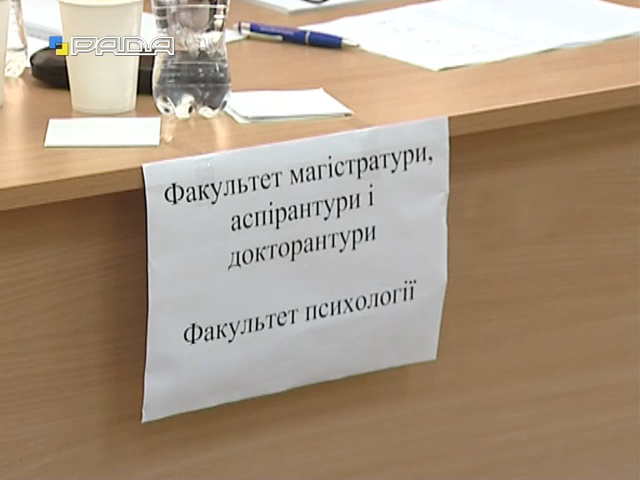 РАДА
Факультет магістратури,
аспірантури і
докторантури
Факультет психології